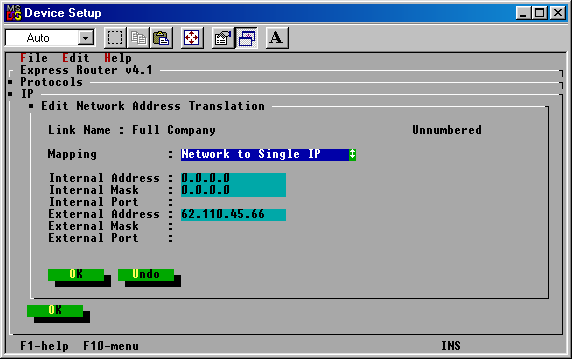 Device Setup
Auto
A
File Edit Help
Express Router v4.1
Protocols
IP
Edit Network Address Translation
Link Name : Full Company Unnumbered
Mapping : Network to Single IP
Internal Address : 0.0.0.0
Internal Mask : 0.0.0.0
Internal Port :
External Address : 62.110.45.66
External Mask :
External Port :
OK Undo
OK
F1-help F10-menu INS